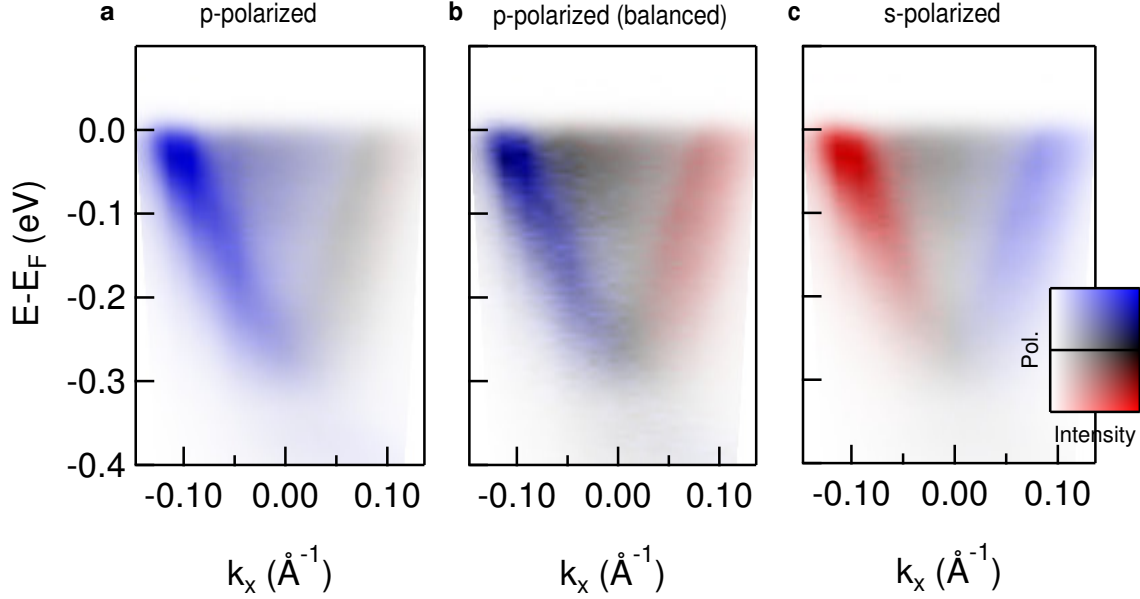 a p-polarized
b p-polarized (balanced)
c s-polarized
E-E_F (eV)
0.0
-0.1
-0.2
-0.3
-0.4
-0.10 0.00 0.10
-0.10 0.00 0.10
-0.10 0.00 0.10
k_x (Å^-1)
k_x (Å^-1)
k_x (Å^-1)
Pol.
Intensity